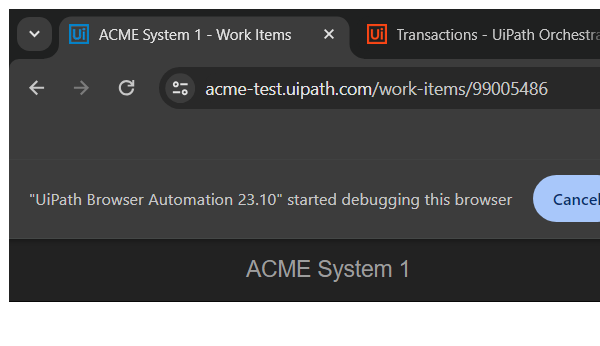 Ui ACME System 1 - Work Items Ui Transactions - UiPath Orchestra
acme-test.uipath.com/work-items/99005486
"UiPath Browser Automation 23.10" started debugging this browser Cancel
ACME System 1